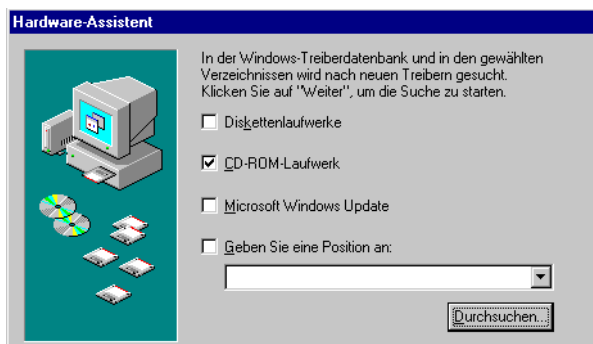 Hardware-Assistent
In der Windows-Treiberdatenbank und in den gewählten
Verzeichnissen wird nach neuen Treibern gesucht.
Klicken Sie auf "Weiter", um die Suche zu starten.
Diskettenlaufwerke
CD-ROM-Laufwerk
Microsoft Windows Update
Geben Sie eine Position an:
Durchsuchen...